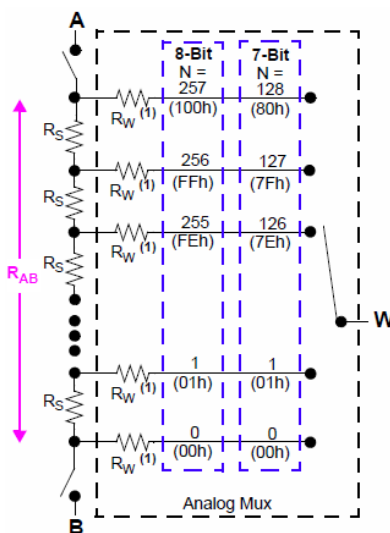 A
8-Bit
N =
7-Bit
N =
257
(100h)
128
(80h)
RW (1)
RS
256
(FFh)
127
(7Fh)
RW (1)
RS
255
(FEh)
126
(7Eh)
RW (1)
RS
RAB
W
1
(01h)
1
(01h)
RW (1)
RS
0
(00h)
0
(00h)
RW (1)
Analog Mux
B